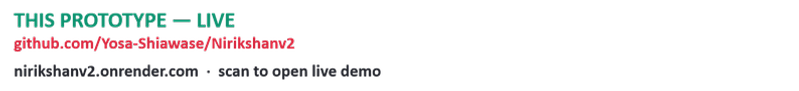 THIS PROTOTYPE — LIVE
github.com/Yosa-Shiawase/Nirikshanv2
nirikshanv2.onrender.com · scan to open live demo